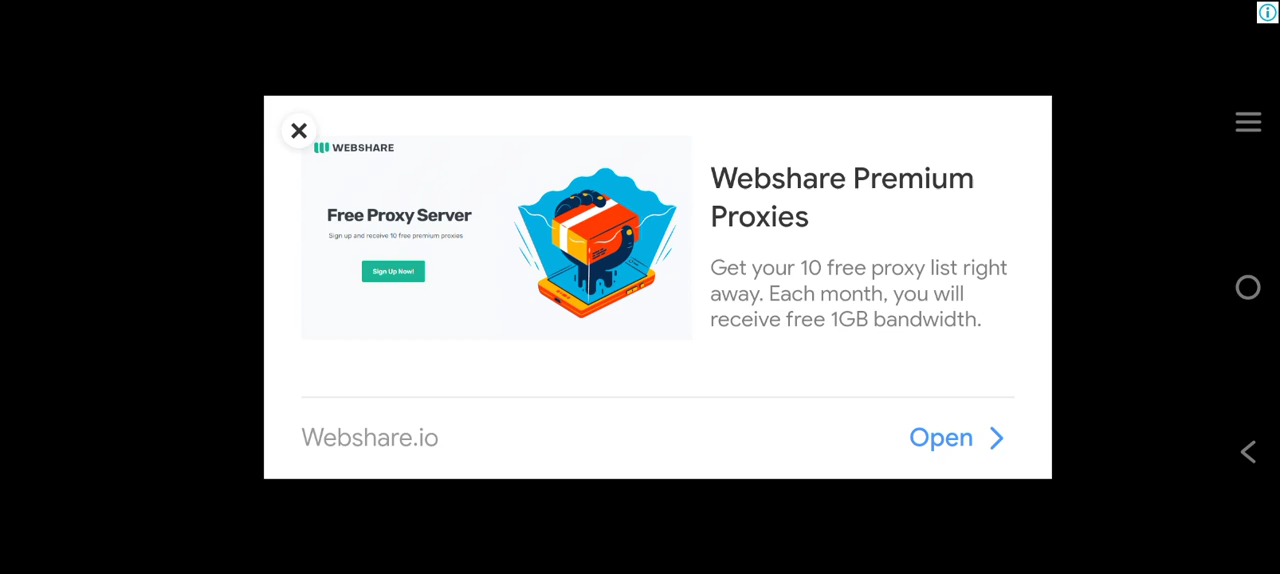 WEBSHARE
Free Proxy Server
Sign up and receive 10 free premium proxies
Sign Up Now!
Webshare Premium
Proxies
Get your 10 free proxy list right
away. Each month, you will
receive free 1GB bandwidth.
Webshare.io
Open